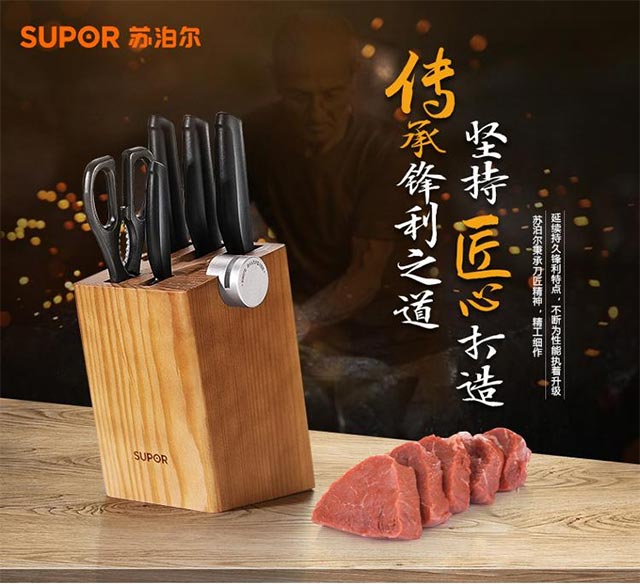 SUPOR 苏泊尔
坚持匠心打造
传承锋利之道
延续持久锋利特点，不断为性能执着升级
苏泊尔秉承刀匠精神，精工细作
SUPOR